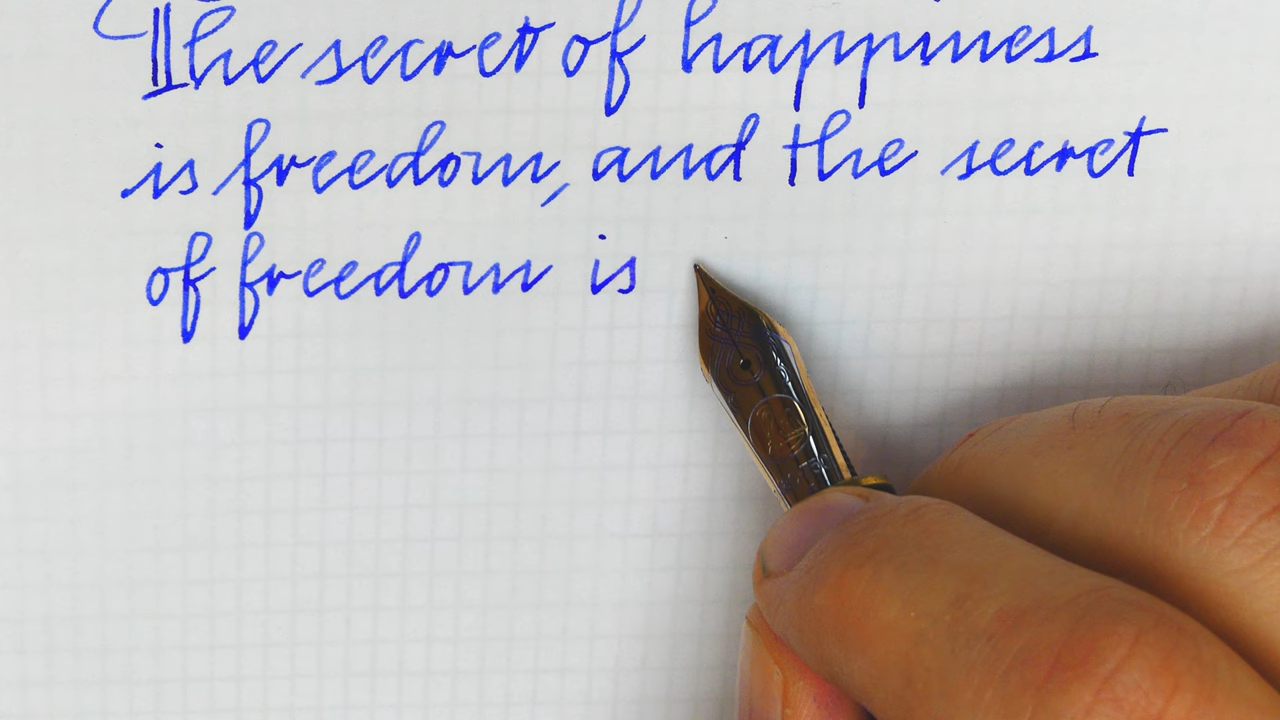 The secret of happiness
is freedom, and the secret
of freedom is